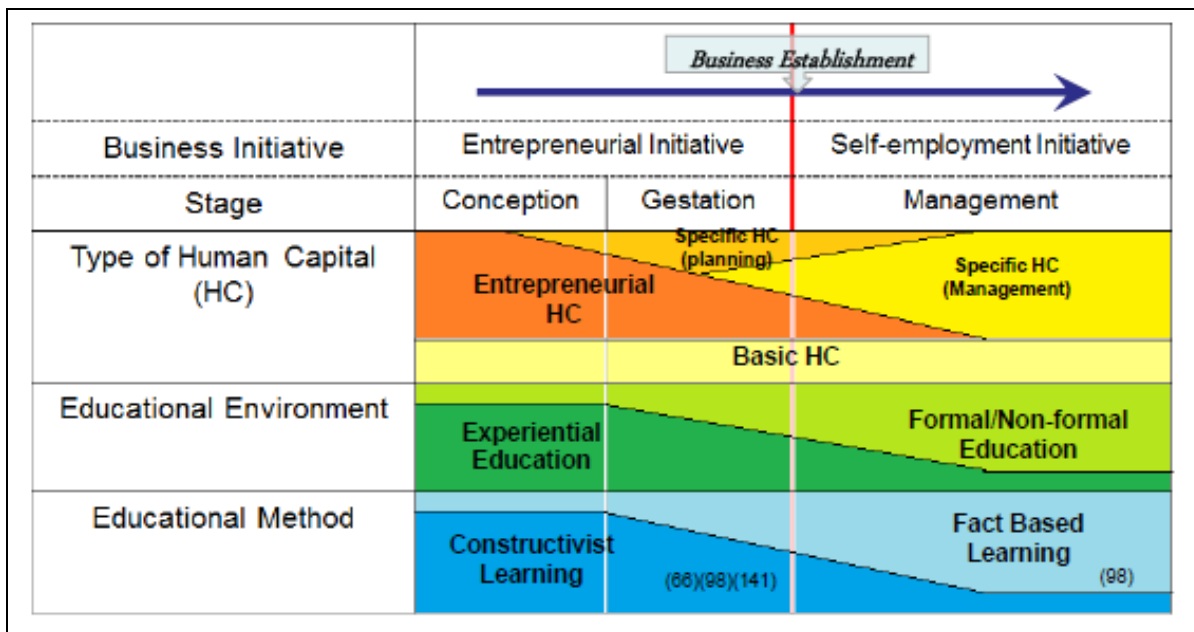 Business Establishment
Business Initiative
Entrepreneurial Initiative
Self-employment Initiative
Stage
Conception
Gestation
Management
Type of Human Capital
(HC)
Specific HC
(planning)
Entrepreneurial
HC
Specific HC
(Management)
Basic HC
Educational Environment
Experiential
Education
Formal/Non-formal
Education
Educational Method
Constructivist
Learning
(66)(98)(141)
Fact Based
Learning
(98)